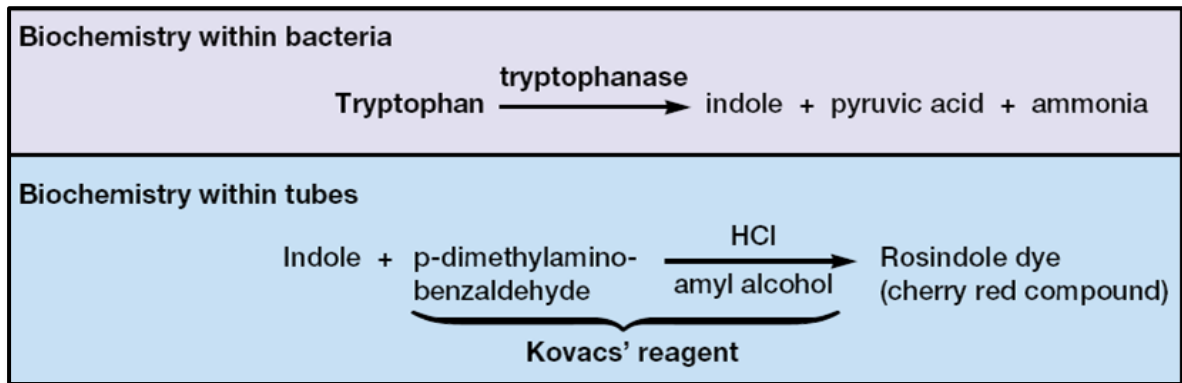 Biochemistry within bacteria
tryptophanase
Tryptophan indole + pyruvic acid + ammonia
Biochemistry within tubes
HCl
Indole + p-dimethylamino- Rosindole dye
benzaldehyde amyl alcohol (cherry red compound)
Kovacs' reagent